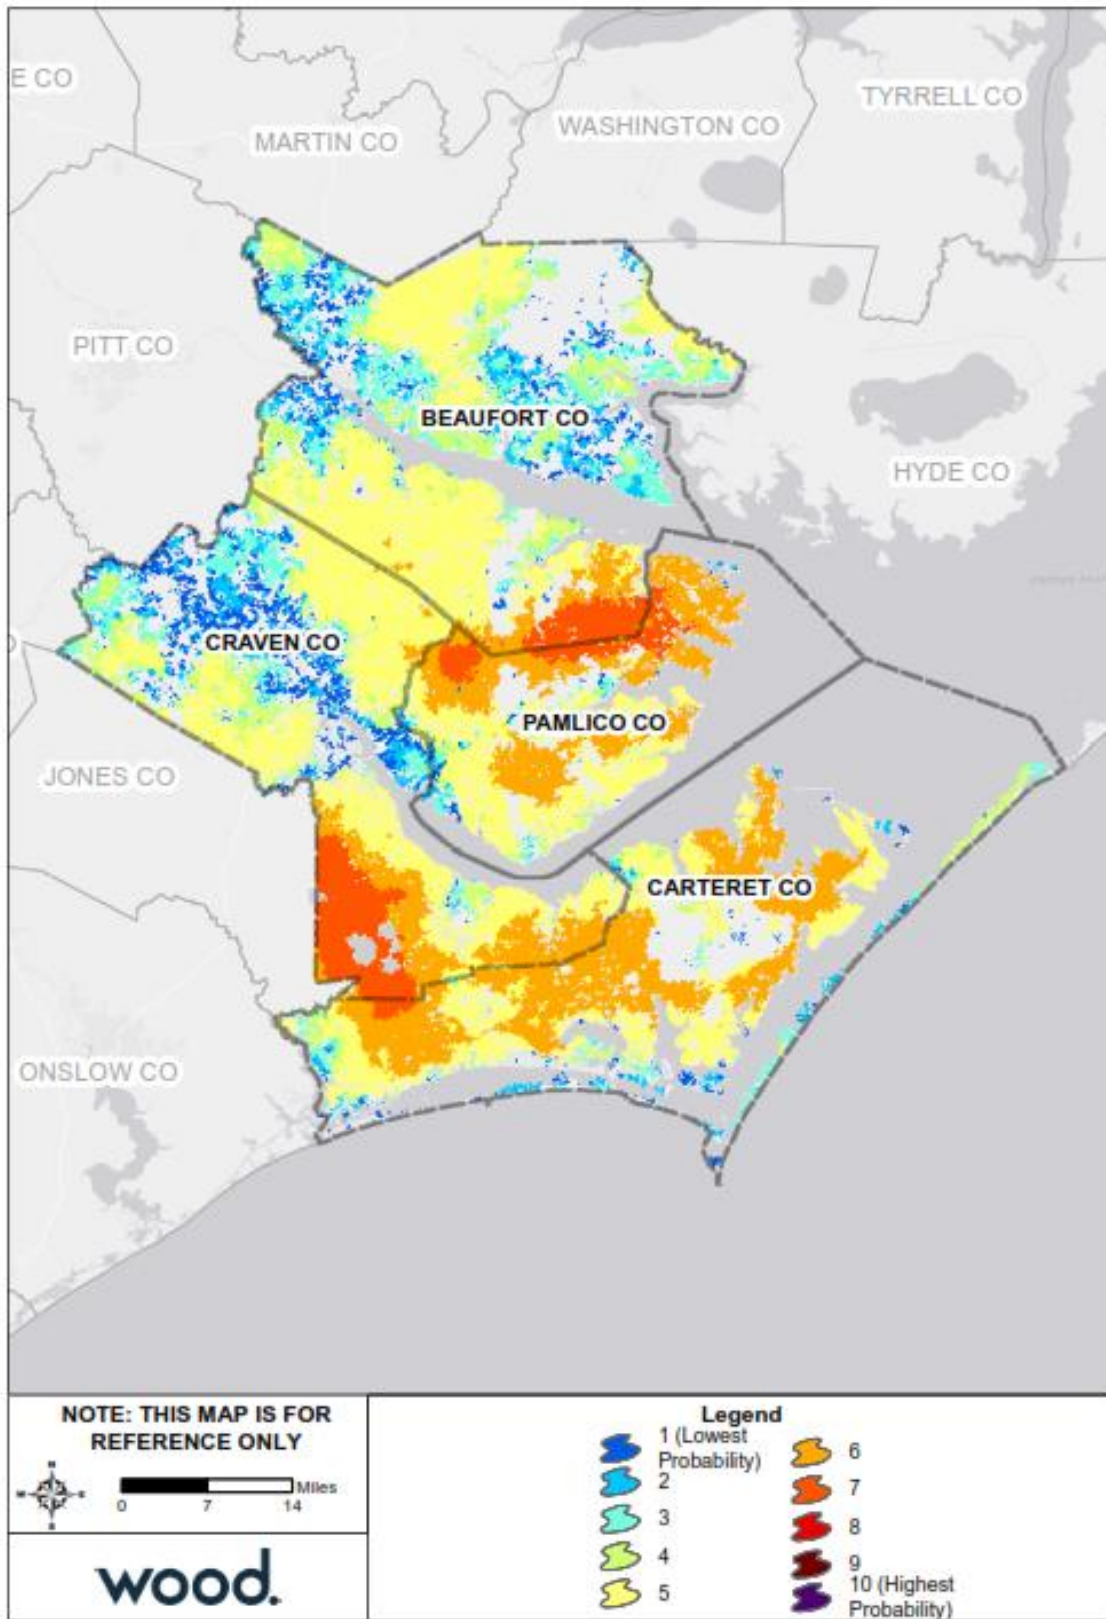 E CO
MARTIN CO
WASHINGTON CO
TYRRELL CO
PITT CO
BEAUFORT CO
HYDE CO
CRAVEN CO
PAMLICO CO
JONES CO
CARTERET CO
ONSLOW CO
NOTE: THIS MAP IS FOR
REFERENCE ONLY
N
W
E
S
Miles
0 7 14
wood.
Legend
1 (Lowest
Probability)
2
3
4
5
6
7
8
9
10 (Highest
Probability)